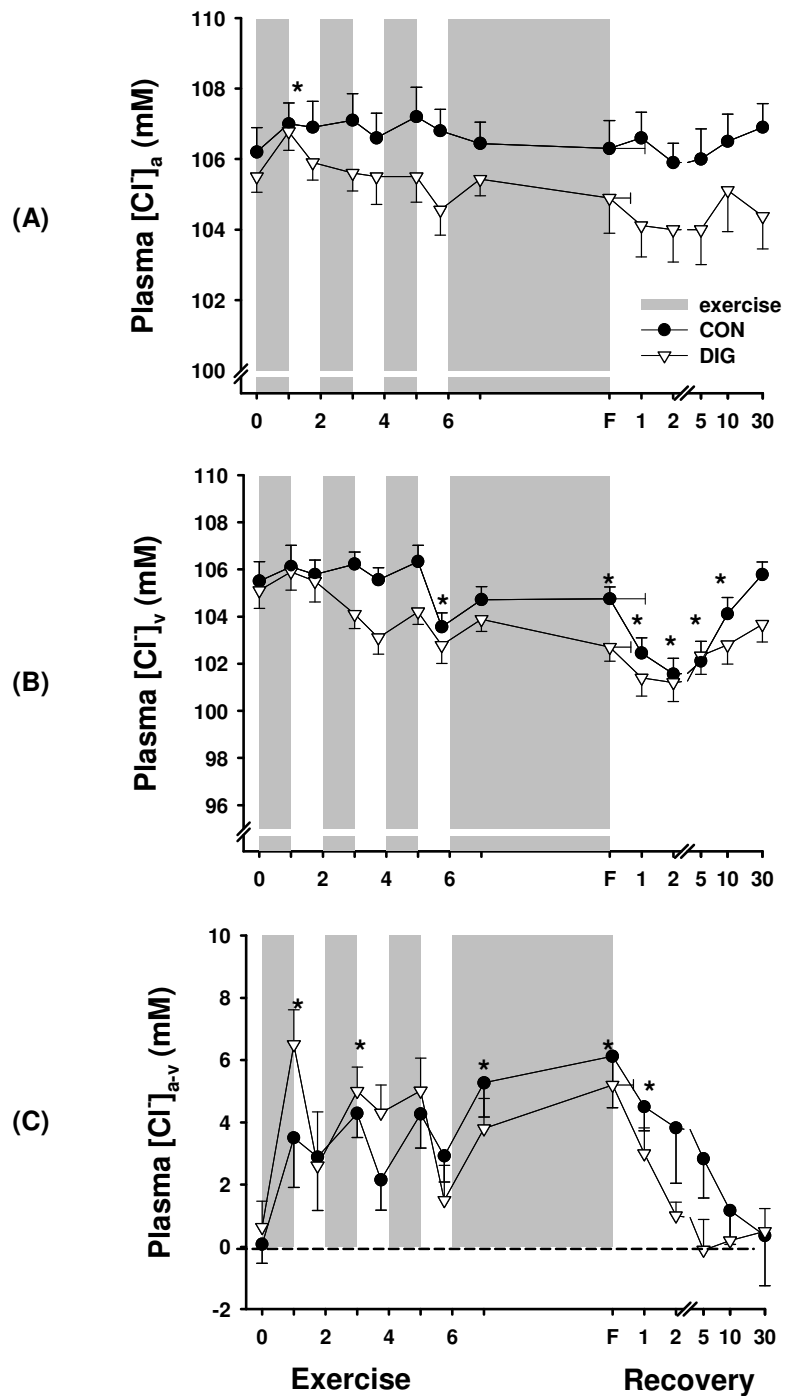 (A)
Plasma [Cl⁻]ₐ (mM)
110
108
106
104
102
100
*
exercise
CON
DIG
0 2 4 6 F 1 2 5 10 30
(B)
Plasma [Cl⁻]ᵥ (mM)
110
108
106
104
102
100
98
96
* * * * * *
0 2 4 6 F 1 2 5 10 30
(C)
Plasma [Cl⁻]ₐ₋ᵥ (mM)
10
8
6
4
2
0
-2
* * * * *
0 2 4 6 F 1 2 5 10 30
Exercise Recovery